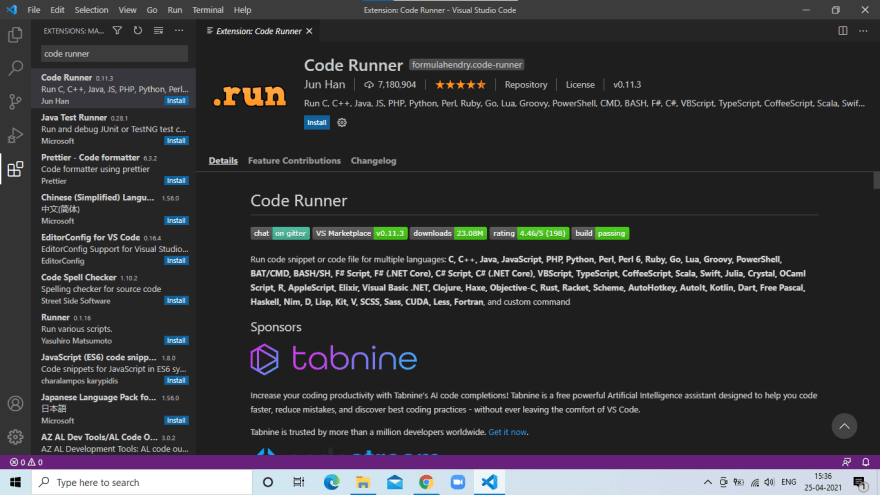 File Edit Selection View Go Run Terminal Help
Extension: Code Runner - Visual Studio Code
EXTENSIONS: MA...
code runner
Code Runner 0.11.3
Run C, C++, Java, JS, PHP, Python, Perl...
Jun Han Install
Java Test Runner 0.28.1
Run and debug JUnit or TestNG test c...
Microsoft Install
Prettier - Code formatter 6.3.2
Code formatter using prettier
Prettier Install
Chinese (Simplified) Langu... 1.56.0
中文(简体)
Microsoft Install
EditorConfig for VS Code 0.16.4
EditorConfig Support for Visual Studio...
EditorConfig Install
Code Spell Checker 1.10.2
Spelling checker for source code
Street Side Software Install
Runner 0.1.16
Run various scripts.
Yasuhiro Matsumoto Install
JavaScript (ES6) code snipp... 1.8.0
Code snippets for JavaScript in ES6 sy...
charalampos karypidis Install
Japanese Language Pack fo... 1.56.0
日本語
Microsoft Install
AZ AL Dev Tools/AL Code O... 3.0.2
AZ AL Development Tools: AL code ou...
Extension: Code Runner
.run
Code Runner formulahendry.code-runner
Jun Han 7,180,904 Repository License v0.11.3
Run C, C++, Java, JS, PHP, Python, Perl, Ruby, Go, Lua, Groovy, PowerShell, CMD, BASH, F#, C#, VBScript, TypeScript, CoffeeScript, Scala, Swif...
Install
Details Feature Contributions Changelog
Code Runner
chat on gitter VS Marketplace v0.11.3 downloads 23.08M rating 4.46/5 (198) build passing
Run code snippet or code file for multiple languages: C, C++, Java, JavaScript, PHP, Python, Perl, Perl 6, Ruby, Go, Lua, Groovy, PowerShell,
BAT/CMD, BASH/SH, F# Script, F# (.NET Core), C# Script, C# (.NET Core), VBScript, TypeScript, CoffeeScript, Scala, Swift, Julia, Crystal, OCaml
Script, R, AppleScript, Elixir, Visual Basic .NET, Clojure, Haxe, Objective-C, Rust, Racket, Scheme, AutoHotkey, AutoIt, Kotlin, Dart, Free Pascal,
Haskell, Nim, D, Lisp, Kit, V, SCSS, Sass, CUDA, Less, Fortran, and custom command
Sponsors
tabnine
Increase your coding productivity with Tabnine's AI code completions! Tabnine is a free powerful Artificial Intelligence assistant designed to help you code
faster, reduce mistakes, and discover best coding practices - without ever leaving the comfort of VS Code.
Tabnine is trusted by more than a million developers worldwide. Get it now.
0 0
Type here to search
ENG
15:36
25-04-2021
1